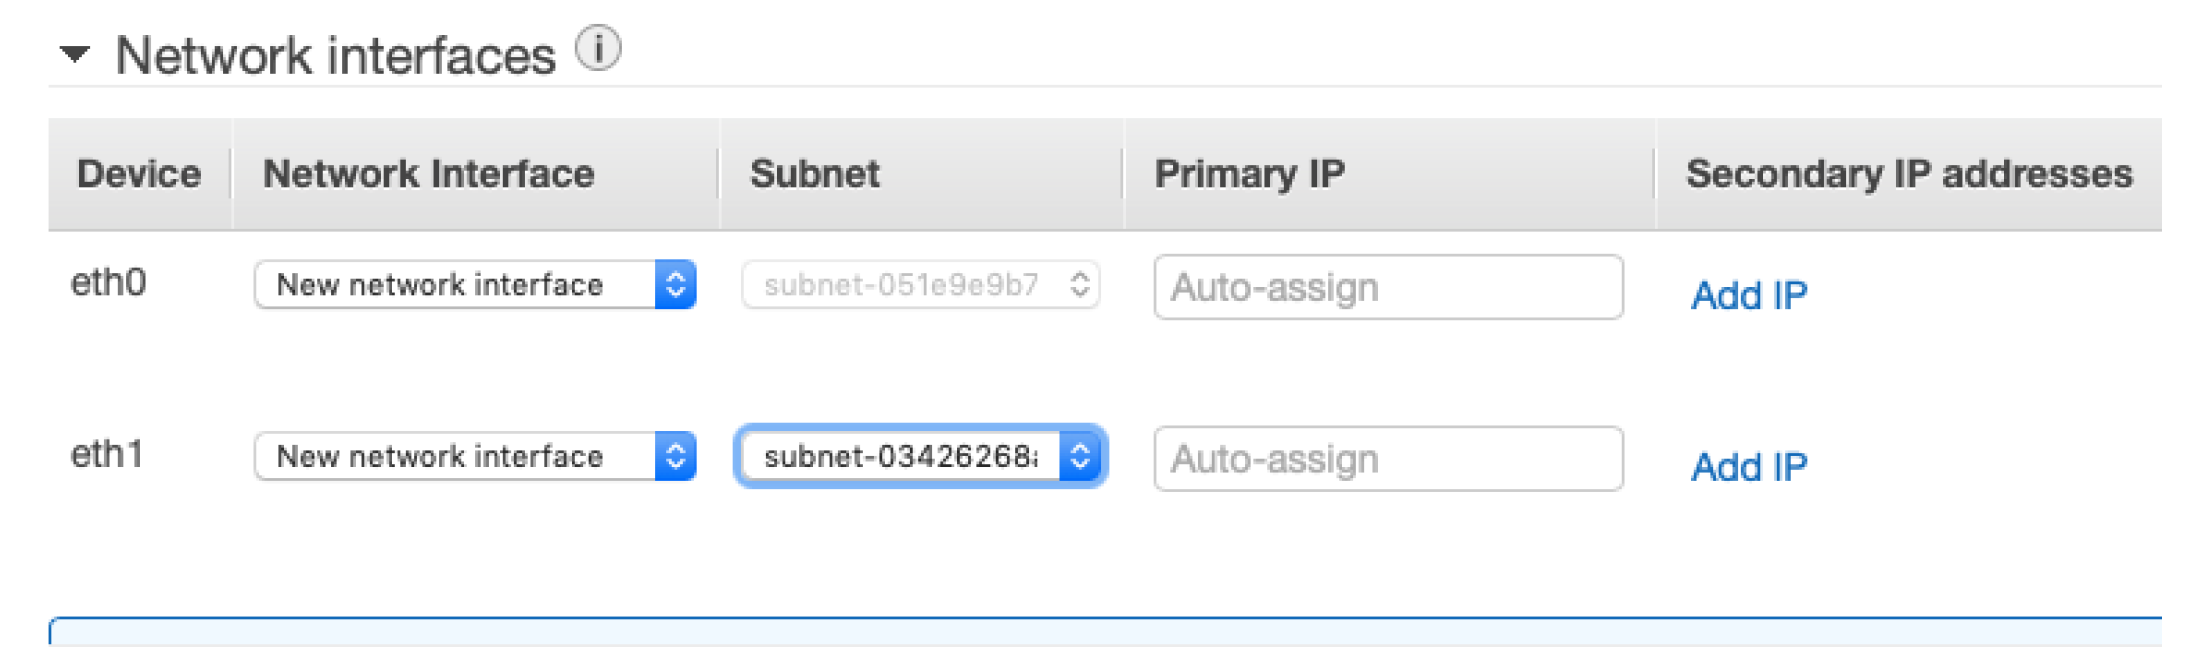 Network interfaces i
Device Network Interface Subnet Primary IP Secondary IP addresses
eth0 New network interface subnet-051e9e9b7 Auto-assign Add IP
eth1 New network interface subnet-03426268 Auto-assign Add IP